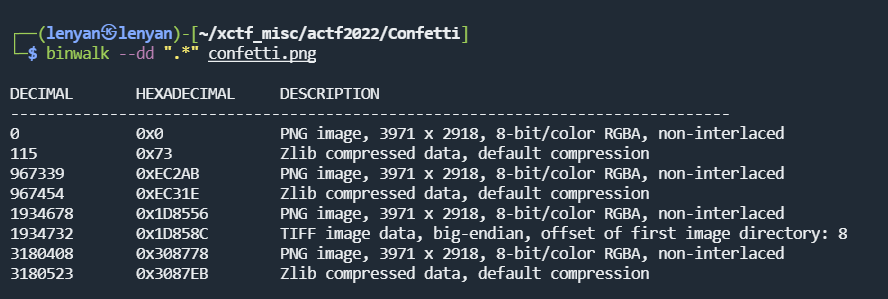 ┌──(lenyan㉿lenyan)-[~/xctf_misc/actf2022/Confetti]
└─$ binwalk --dd ".*" confetti.png
DECIMAL       HEXADECIMAL     DESCRIPTION
--------------------------------------------------------------------------------
0             0x0             PNG image, 3971 x 2918, 8-bit/color RGBA, non-interlaced
115           0x73            Zlib compressed data, default compression
967339        0xEC2AB         PNG image, 3971 x 2918, 8-bit/color RGBA, non-interlaced
967454        0xEC31E         Zlib compressed data, default compression
1934678       0x1D8556        PNG image, 3971 x 2918, 8-bit/color RGBA, non-interlaced
1934732       0x1D858C        TIFF image data, big-endian, offset of first image directory: 8
3180408       0x308778        PNG image, 3971 x 2918, 8-bit/color RGBA, non-interlaced
3180523       0x3087EB        Zlib compressed data, default compression